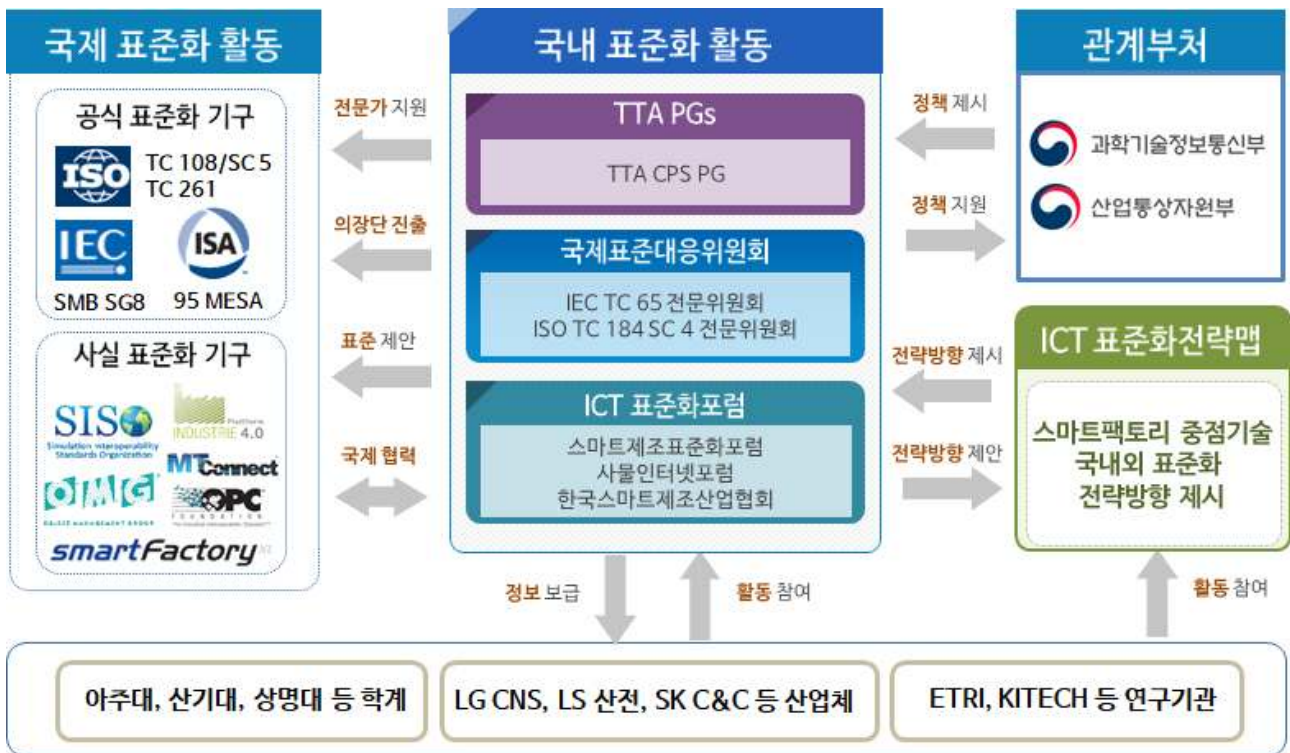 국제 표준화 활동
공식 표준화 기구
ISO
TC 108/SC 5
TC 261
IEC
ISA
SMB SG8
95 MESA
사실 표준화 기구
SISO
Simulation Interoperability
Standards Organization
Plattform
INDUSTRIE 4.0
MTConnect
OMG
OBJECT MANAGEMENT GROUP
OPC
FOUNDATION
smartFactory
전문가 지원
의장단 진출
표준 제안
국제 협력
국내 표준화 활동
TTA PGs
TTA CPS PG
국제표준대응위원회
IEC TC 65 전문위원회
ISO TC 184 SC 4 전문위원회
ICT 표준화포럼
스마트제조표준화포럼
사물인터넷포럼
한국스마트제조산업협회
정책 제시
정책 지원
전략방향 제시
전략방향 제안
관계부처
과학기술정보통신부
산업통상자원부
ICT 표준화전략맵
스마트팩토리 중점기술
국내외 표준화
전략방향 제시
정보 보급
활동 참여
활동 참여
아주대, 산기대, 상명대 등 학계
LG CNS, LS 산전, SK C&C 등 산업체
ETRI, KITECH 등 연구기관